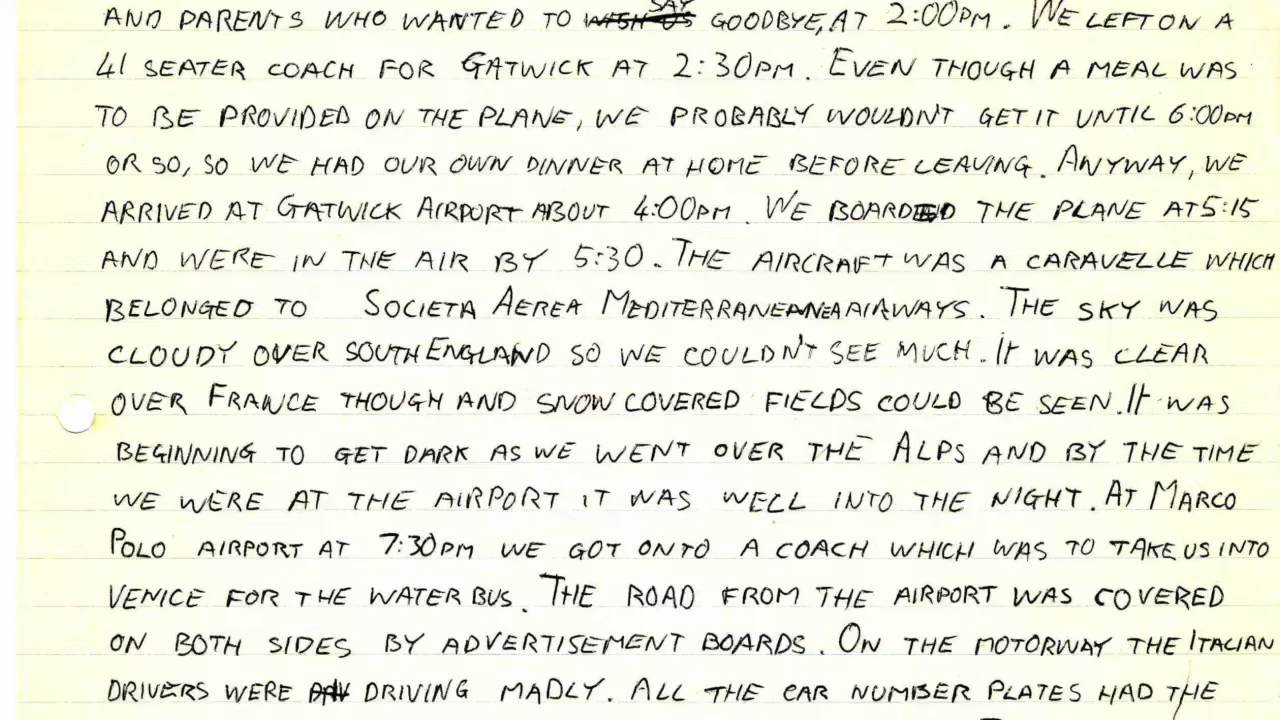 AND PARENTS WHO WANTED TO WISH US SAY GOODBYE, AT 2:00PM. WE LEFT ON A
41 SEATER COACH FOR GATWICK AT 2:30PM. EVEN THOUGH A MEAL WAS
TO BE PROVIDED ON THE PLANE, WE PROBABLY WOULDN'T GET IT UNTIL 6:00PM
OR SO, SO WE HAD OUR OWN DINNER AT HOME BEFORE LEAVING. ANYWAY, WE
ARRIVED AT GATWICK AIRPORT ABOUT 4:00PM. WE BOARDED THE PLANE AT 5:15
AND WERE IN THE AIR BY 5:30. THE AIRCRAFT WAS A CARAVELLE WHICH
BELONGED TO SOCIETA AEREA MEDITERRANEANEA AIRWAYS. THE SKY WAS
CLOUDY OVER SOUTH ENGLAND SO WE COULDN'T SEE MUCH. IT WAS CLEAR
OVER FRANCE THOUGH AND SNOW COVERED FIELDS COULD BE SEEN. IT WAS
BEGINNING TO GET DARK AS WE WENT OVER THE ALPS AND BY THE TIME
WE WERE AT THE AIRPORT IT WAS WELL INTO THE NIGHT. AT MARCO
POLO AIRPORT AT 7:30PM WE GOT ONTO A COACH WHICH WAS TO TAKE US INTO
VENICE FOR THE WATER BUS. THE ROAD FROM THE AIRPORT WAS COVERED
ON BOTH SIDES BY ADVERTISEMENT BOARDS. ON THE MOTORWAY THE ITALIAN
DRIVERS WERE DRIVING MADLY. ALL THE CAR NUMBER PLATES HAD THE